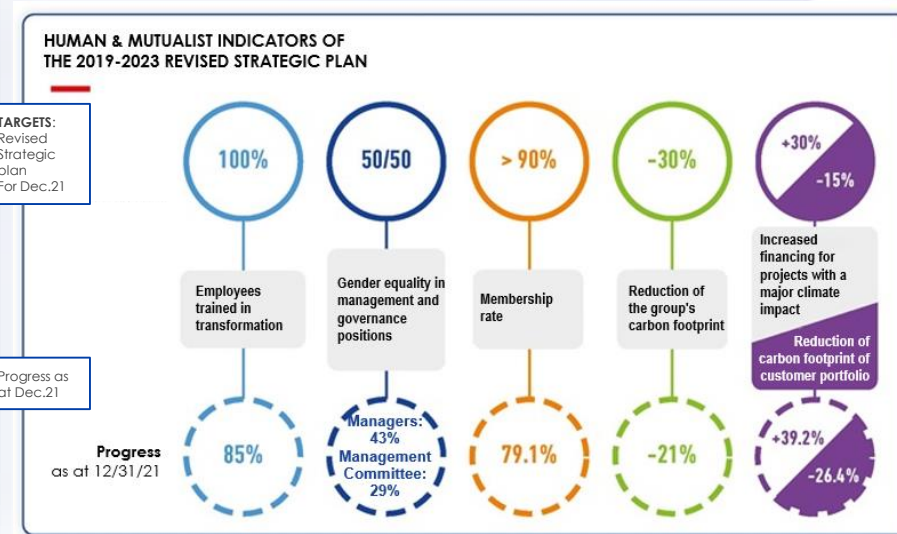 HUMAN & MUTUALIST INDICATORS OF
THE 2019-2023 REVISED STRATEGIC PLAN
TARGETS:
Revised
Strategic
plan
For Dec.21
100%
50/50
> 90%
-30%
+30%
-15%
Employees
trained in
transformation
Gender equality in
management and
governance
positions
Membership
rate
Reduction of
the group's
carbon footprint
Increased
financing for
projects with a
major climate
impact
Reduction of
carbon footprint of
customer portfolio
Progress as
at Dec.21
Progress
as at 12/31/21
85%
Managers:
43%
Management
Committee:
29%
79.1%
-21%
+39.2%
-26.4%